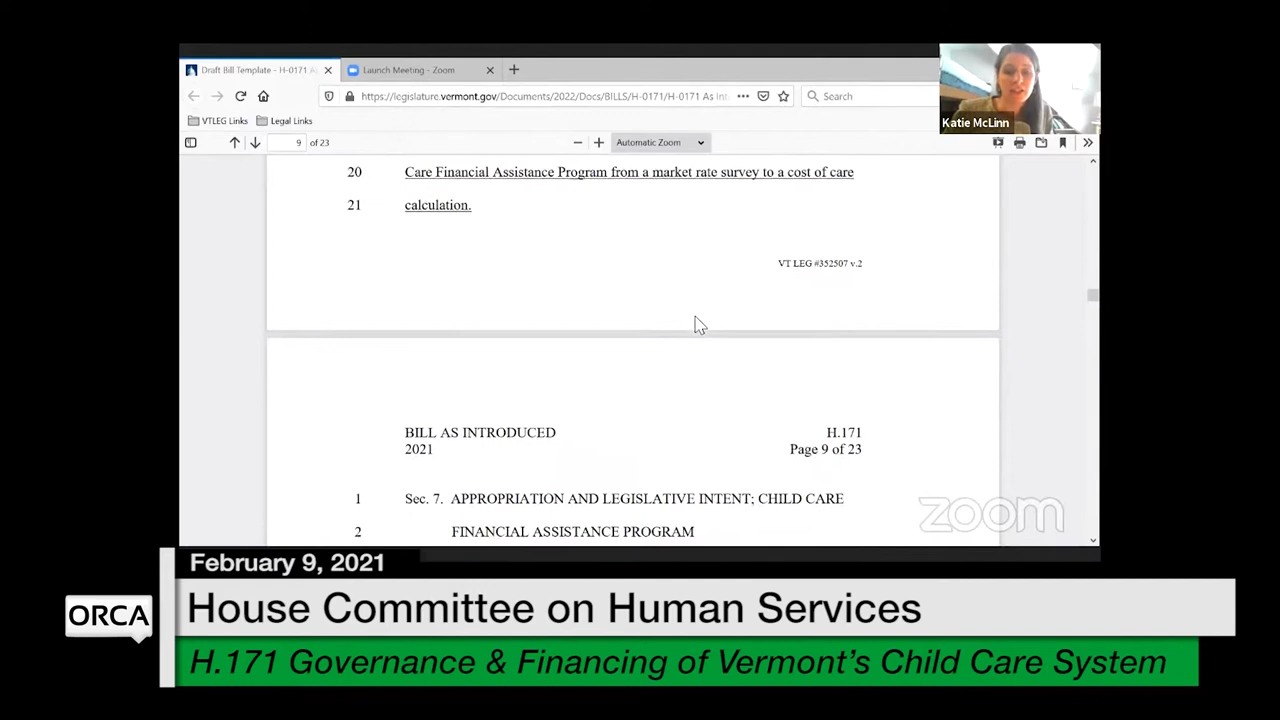 Draft Bill Template - H-0171 As
Launch Meeting - Zoom
https://legislature.vermont.gov/Documents/2022/Docs/BILLS/H-0171/H-0171 As Int
Search
VTLEG Links
Legal Links
9 of 23
Automatic Zoom
Katie McLinn
20 Care Financial Assistance Program from a market rate survey to a cost of care
21 calculation.
VT LEG #352507 v.2
BILL AS INTRODUCED H.171
2021 Page 9 of 23
1 Sec. 7. APPROPRIATION AND LEGISLATIVE INTENT; CHILD CARE
2 FINANCIAL ASSISTANCE PROGRAM
zoom
February 9, 2021
ORCA
House Committee on Human Services
H.171 Governance & Financing of Vermont's Child Care System